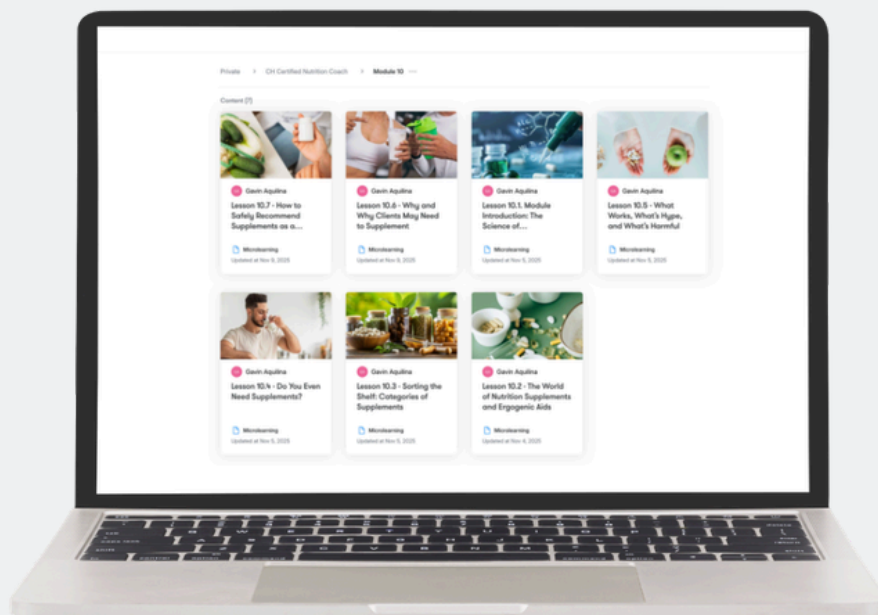 Private > CH Certified Nutrition Coach > Module 10 ···
Content [7]
Gavin Aquilina
Lesson 10.7 - How to
Safely Recommend
Supplements as a...
Microlearning
Updated at Nov 9, 2025
Gavin Aquilina
Lesson 10.6 - Why and
Why Clients May Need
to Supplement
Microlearning
Updated at Nov 9, 2025
Gavin Aquilina
Lesson 10.1. Module
Introduction: The
Science of...
Microlearning
Updated at Nov 5, 2025
Gavin Aquilina
Lesson 10.5 - What
Works, What's Hype,
and What's Harmful
Microlearning
Updated at Nov 5, 2025
Gavin Aquilina
Lesson 10.4 - Do You Even
Need Supplements?
Microlearning
Updated at Nov 5, 2025
Gavin Aquilina
Lesson 10.3 - Sorting the
Shelf: Categories of
Supplements
Microlearning
Updated at Nov 5, 2025
Gavin Aquilina
Lesson 10.2 - The World
of Nutrition Supplements
and Ergogenic Aids
Microlearning
Updated at Nov 4, 2025